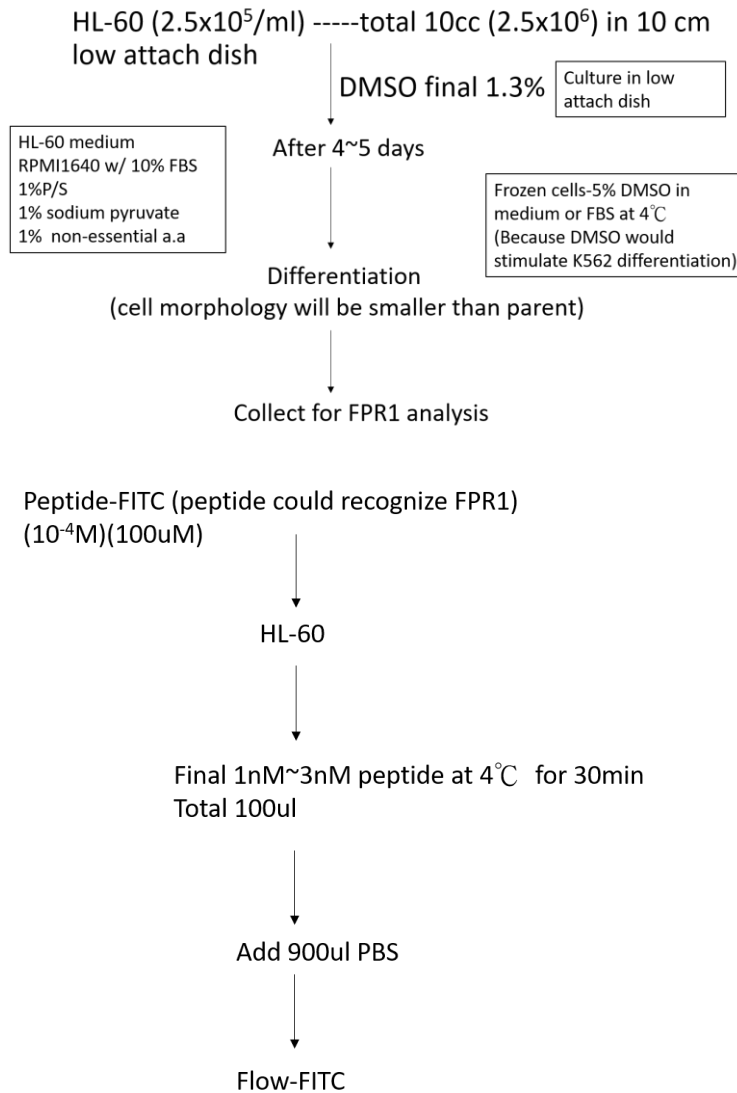 HL-60 (2.5x10⁵/ml) -----total 10cc (2.5x10⁶) in 10 cm
low attach dish
DMSO final 1.3%
Culture in low
attach dish
HL-60 medium
RPMI1640 w/ 10% FBS
1%P/S
1% sodium pyruvate
1% non-essential a.a
After 4~5 days
Frozen cells-5% DMSO in
medium or FBS at 4℃
(Because DMSO would
stimulate K562 differentiation)
Differentiation
(cell morphology will be smaller than parent)
Collect for FPR1 analysis
Peptide-FITC (peptide could recognize FPR1)
(10⁻⁴M)(100uM)
HL-60
Final 1nM~3nM peptide at 4℃ for 30min
Total 100ul
Add 900ul PBS
Flow-FITC